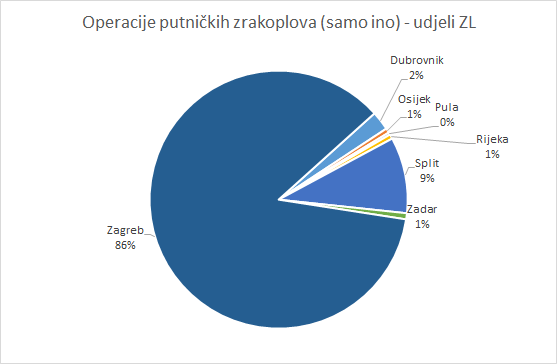 Operacije putničkih zrakoplova (samo ino) - udjeli ZL
Dubrovnik
2%
Osijek
1%
Pula
0%
Rijeka
1%
Split
9%
Zadar
1%
Zagreb
86%